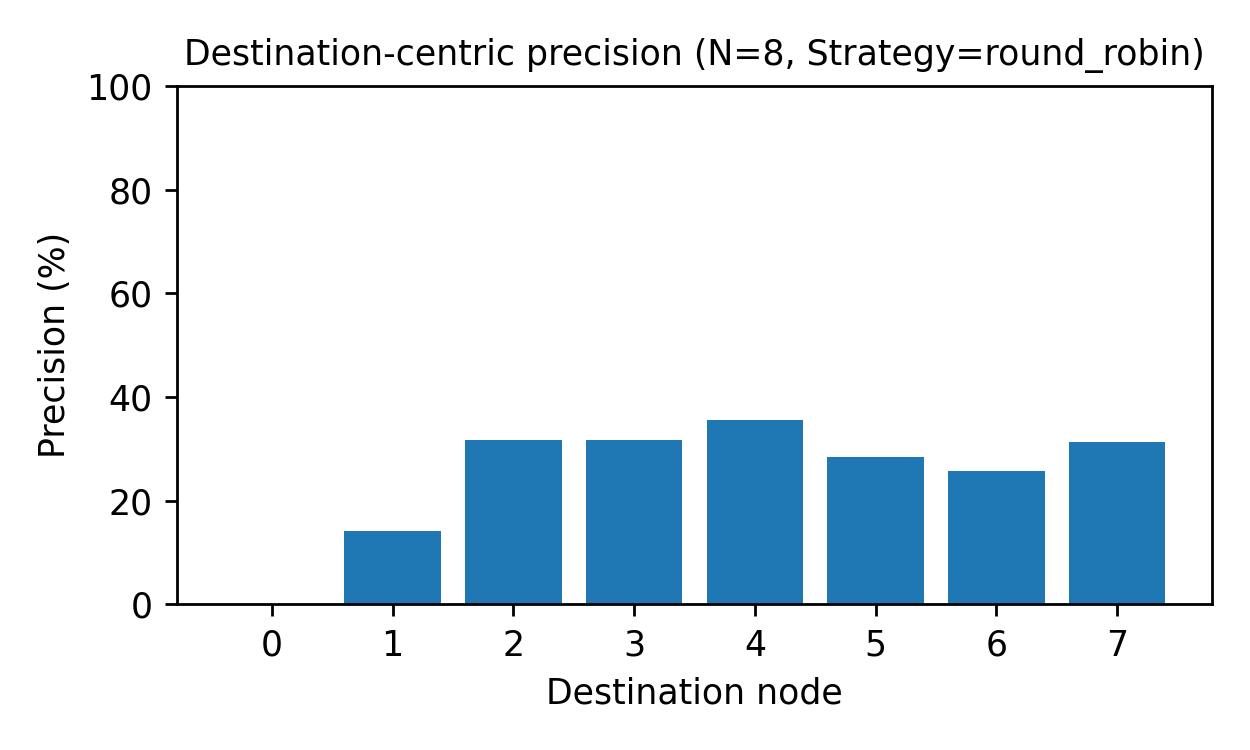 Destination-centric precision (N=8, Strategy=round_robin)
100
80
60
40
20
0
Precision (%)
0 1 2 3 4 5 6 7
Destination node